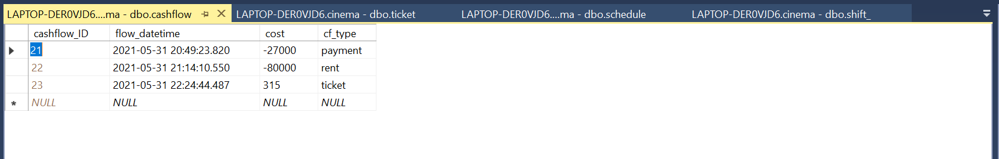 LAPTOP-DER0VJD6....ma - dbo.cashflow LAPTOP-DER0VJD6.cinema - dbo.ticket LAPTOP-DER0VJD6....ma - dbo.schedule LAPTOP-DER0VJD6.cinema - dbo.shift_
cashflow_ID flow_datetime cost cf_type
21 2021-05-31 20:49:23.820 -27000 payment
22 2021-05-31 21:14:10.550 -80000 rent
23 2021-05-31 22:24:44.487 315 ticket
* NULL NULL NULL NULL